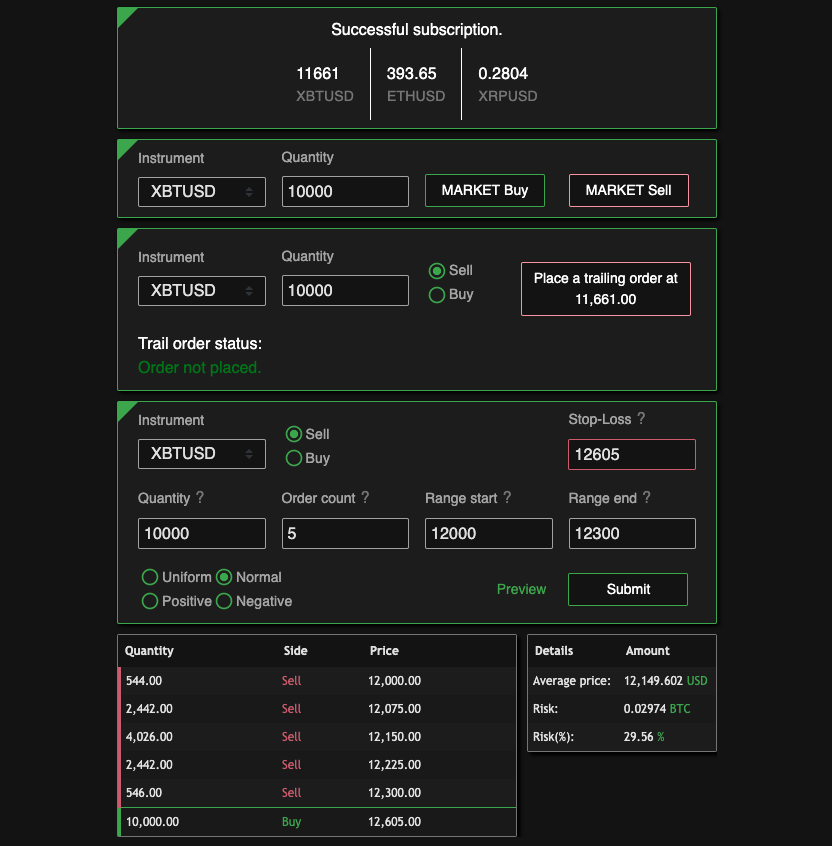 Successful subscription.
11661 393.65 0.2804
XBTUSD ETHUSD XRPUSD
Instrument Quantity
XBTUSD 10000 MARKET Buy MARKET Sell
Instrument Quantity
XBTUSD 10000
Sell
Buy
Place a trailing order at
11,661.00
Trail order status:
Order not placed.
Instrument
XBTUSD
Sell
Buy
Stop-Loss ?
12605
Quantity ? Order count ? Range start ? Range end ?
10000 5 12000 12300
Uniform Normal
Positive Negative
Preview Submit
Quantity Side Price
544.00 Sell 12,000.00
2,442.00 Sell 12,075.00
4,026.00 Sell 12,150.00
2,442.00 Sell 12,225.00
546.00 Sell 12,300.00
10,000.00 Buy 12,605.00
Details Amount
Average price: 12,149.602 USD
Risk: 0.02974 BTC
Risk(%): 29.56 %